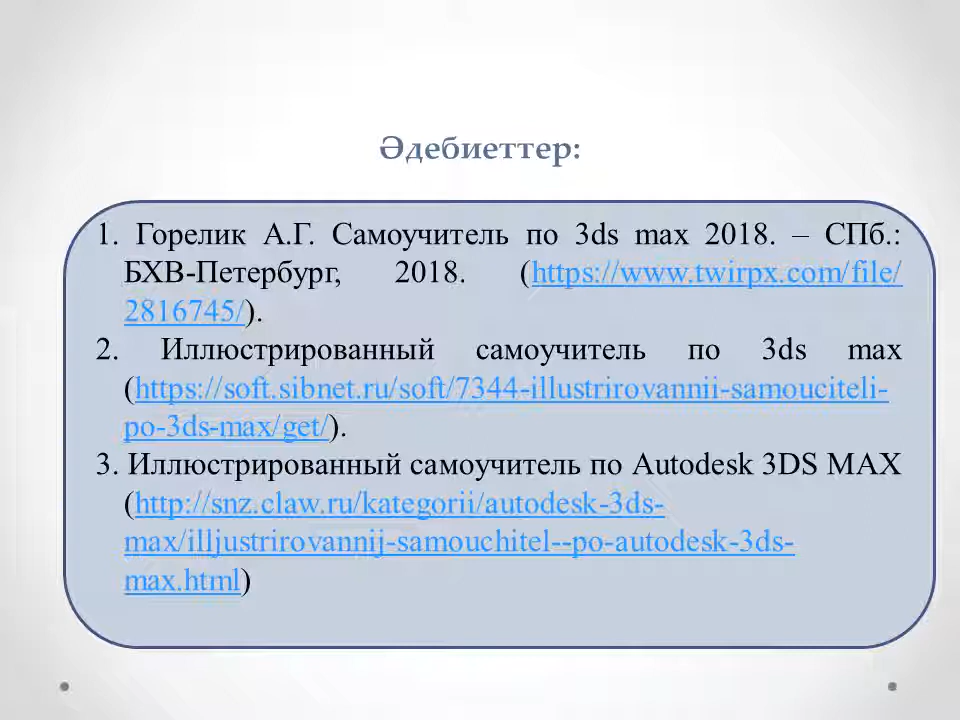 Әдебиеттер:
1. Горелик А.Г. Самоучитель по 3ds max 2018. – СПб.:
БХВ-Петербург, 2018. (https://www.twirpx.com/file/
2816745/).
2. Иллюстрированный самоучитель по 3ds max
(https://soft.sibnet.ru/soft/7344-illustrirovannii-samouciteli-
po-3ds-max/get/).
3. Иллюстрированный самоучитель по Autodesk 3DS MAX
(http://snz.claw.ru/kategorii/autodesk-3ds-
max/illjustrirovannij-samouchitel--po-autodesk-3ds-
max.html)